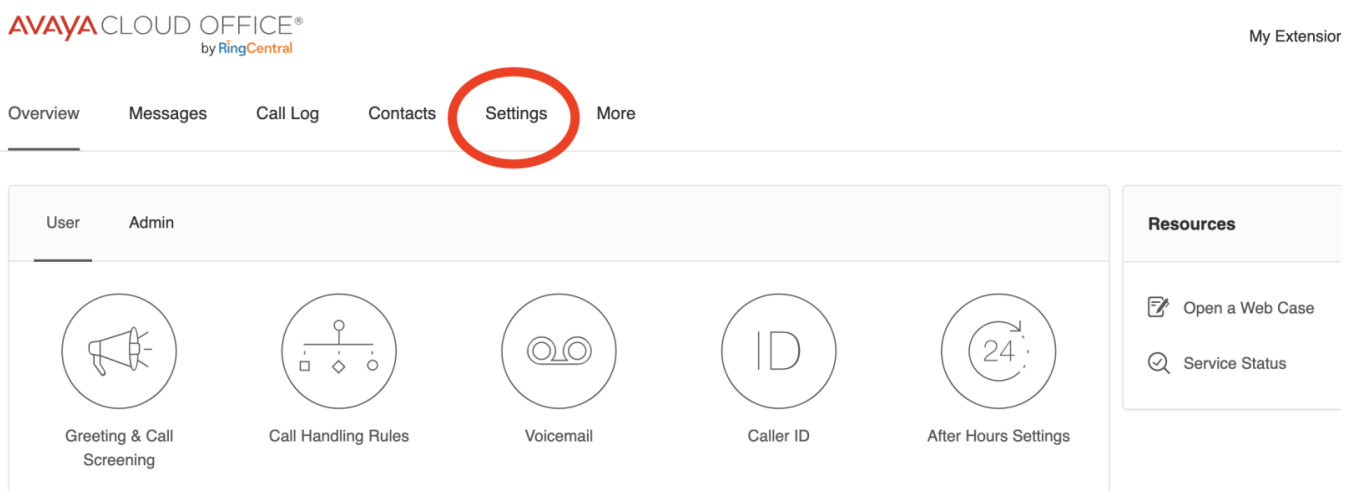 AVAYA CLOUD OFFICE®
by RingCentral
My Extension
Overview Messages Call Log Contacts Settings More
User Admin
Resources
ID
24
Open a Web Case
Service Status
Greeting & Call
Screening
Call Handling Rules
Voicemail
Caller ID
After Hours Settings